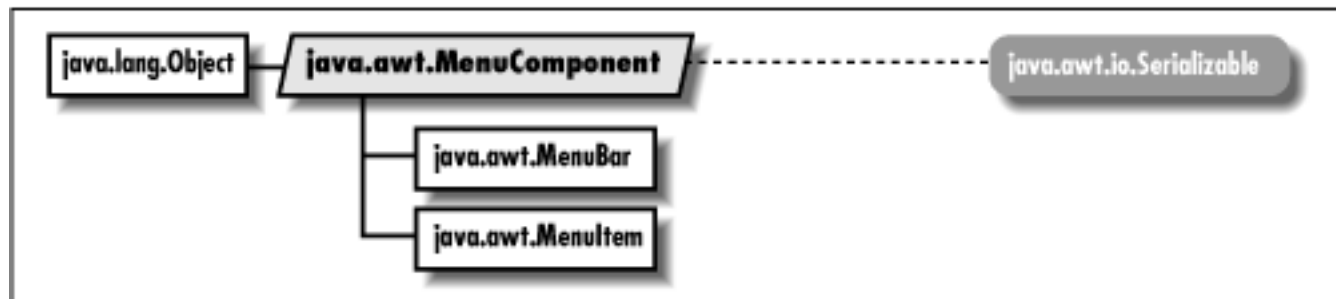 java.lang.Object
java.awt.MenuComponent
java.awt.io.Serializable
java.awt.MenuBar
java.awt.MenuItem